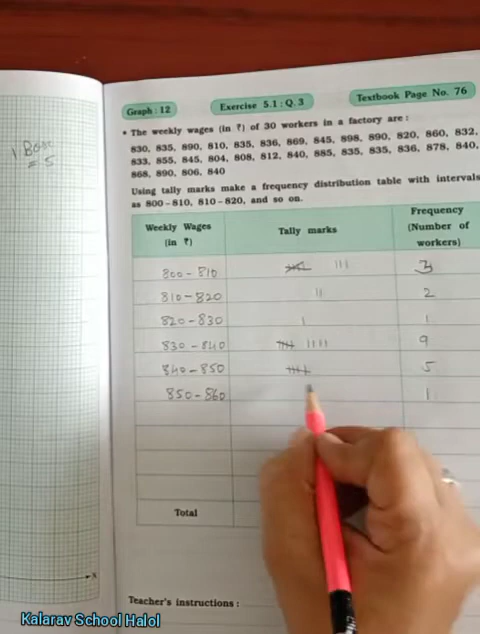 Graph : 12
Exercise 5.1 : Q. 3
Textbook Page No. 76
• The weekly wages (in ₹) of 30 workers in a factory are :
830, 835, 890, 810, 835, 836, 869, 845, 898, 890, 820, 860, 832,
833, 855, 845, 804, 808, 812, 840, 885, 835, 835, 836, 878, 840,
868, 890, 806, 840
Using tally marks make a frequency distribution table with intervals
as 800-810, 810-820, and so on.
Weekly Wages (in ₹)
Tally marks
Frequency (Number of workers)
800-810
3
810-820
2
820-830
1
830-840
9
840-850
5
850-860
1
Total
Teacher's instructions :
1 Box
= 5
x
Kalarav School Halol